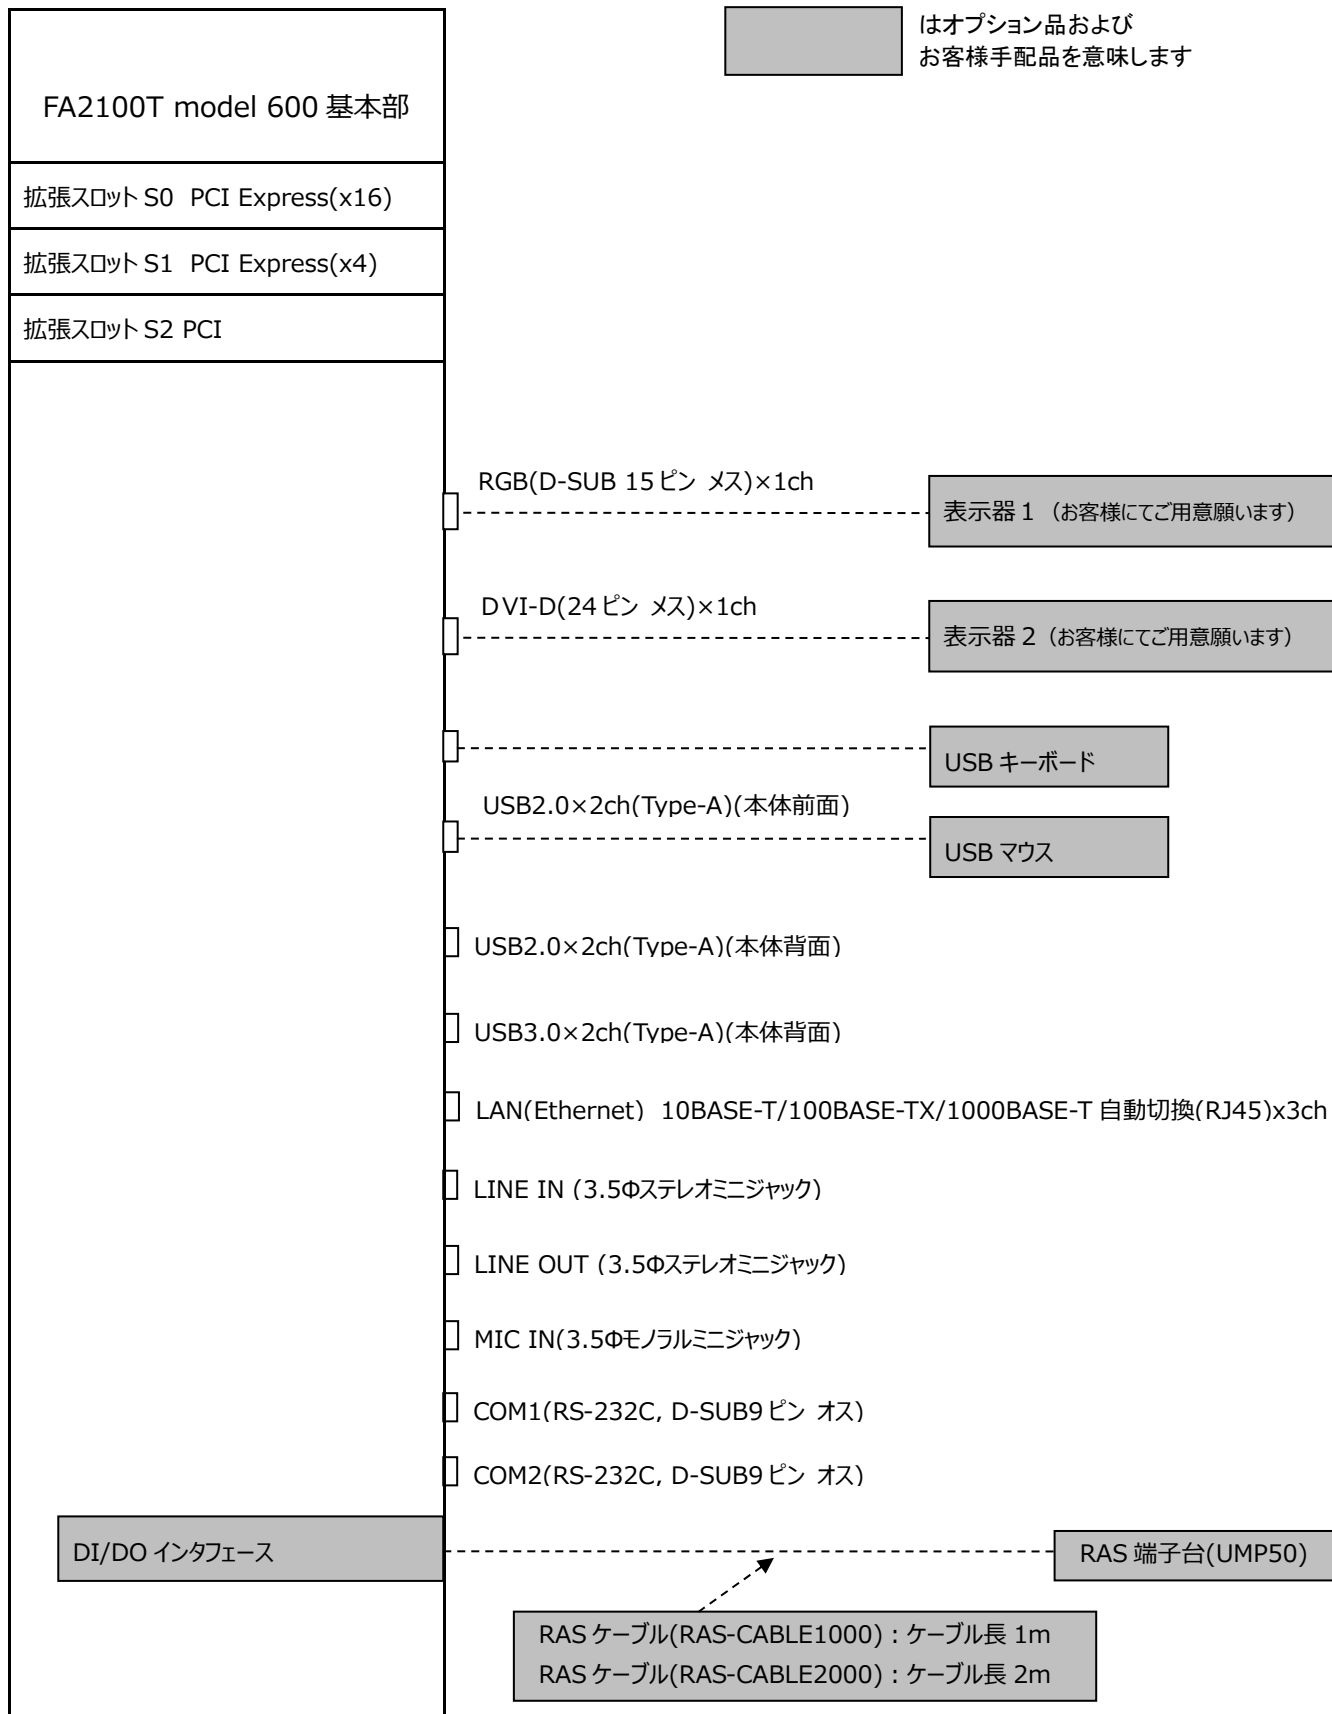 はオプション品および
お客様手配品を意味します
FA2100T model 600 基本部
拡張スロット S0 PCI Express(x16)
拡張スロット S1 PCI Express(x4)
拡張スロット S2 PCI
RGB(D-SUB 15ピン メス)×1ch
表示器1 (お客様にてご用意願います)
DVI-D(24ピン メス)×1ch
表示器2 (お客様にてご用意願います)
USB キーボード
USB2.0×2ch(Type-A)(本体前面)
USB マウス
USB2.0×2ch(Type-A)(本体背面)
USB3.0×2ch(Type-A)(本体背面)
LAN(Ethernet) 10BASE-T/100BASE-TX/1000BASE-T 自動切換(RJ45)x3ch
LINE IN (3.5Φステレオミニジャック)
LINE OUT (3.5Φステレオミニジャック)
MIC IN(3.5Φモノラルミニジャック)
COM1(RS-232C, D-SUB9ピン オス)
COM2(RS-232C, D-SUB9ピン オス)
DI/DO インタフェース
RAS 端子台(UMP50)
RAS ケーブル(RAS-CABLE1000)：ケーブル長 1m
RAS ケーブル(RAS-CABLE2000)：ケーブル長 2m